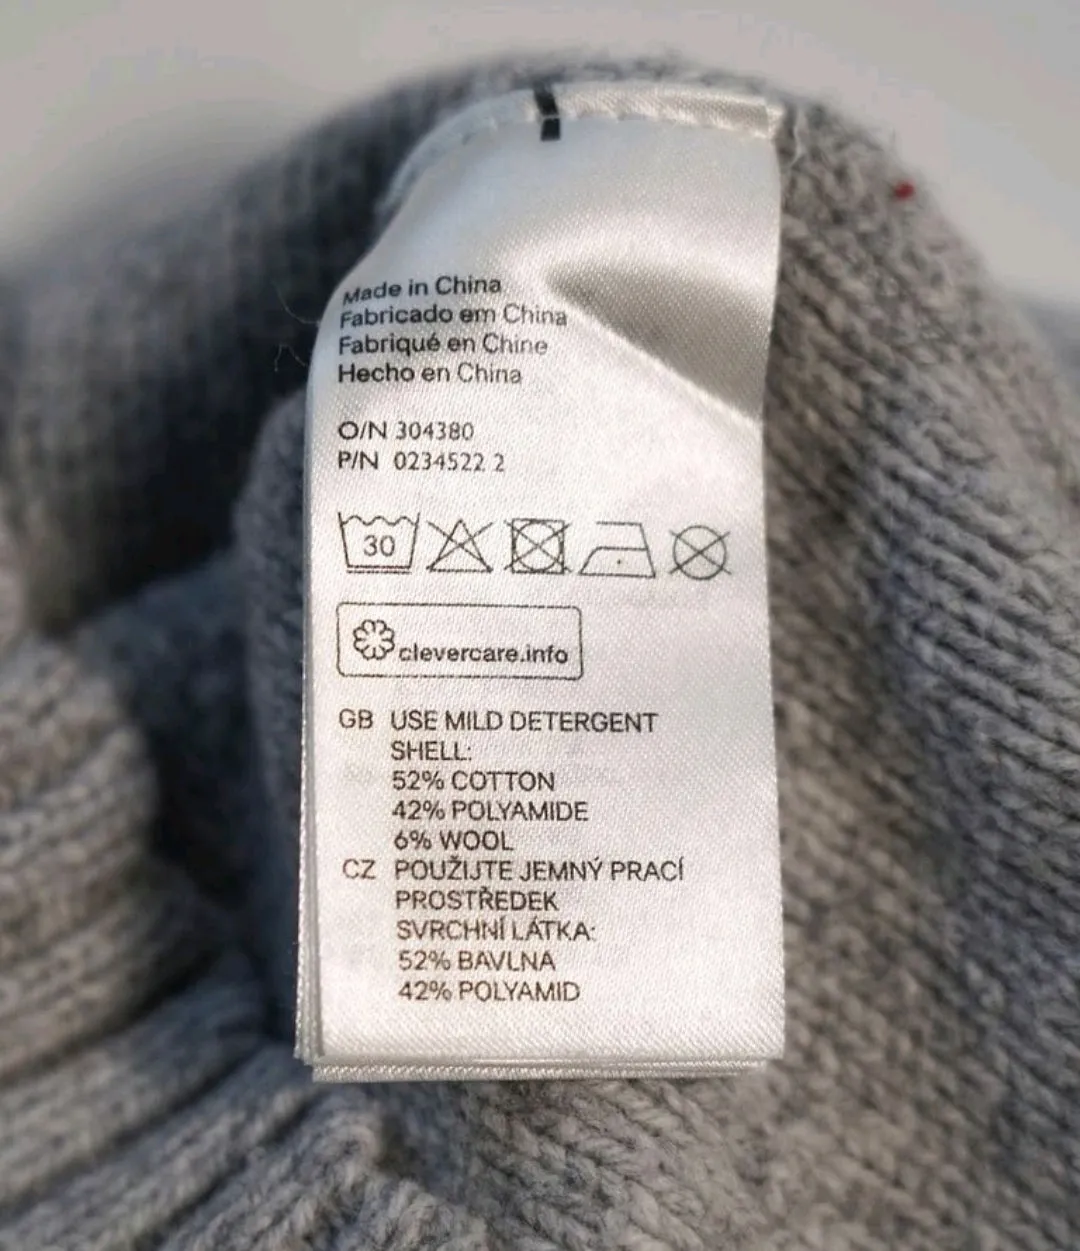 Made in China
Fabricado em China
Fabriqué en Chine
Hecho en China
O/N 304380
P/N 0234522 2
30
clevercare.info
GB USE MILD DETERGENT
SHELL:
52% COTTON
42% POLYAMIDE
6% WOOL
CZ POUŽIJTE JEMNÝ PRACÍ
PROSTŘEDEK
SVRCHNÍ LÁTKA:
52% BAVLNA
42% POLYAMID